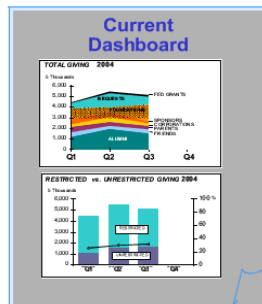 Current
Dashboard
TOTAL GIVING 2004
$ Thousands
6,000
5,000
4,000
3,000
2,000
1,000
0
BEQUESTS
FOUNDATIONS
ALUMNI
FED GRANTS
SPONSORS
CORPORATIONS
PARENTS
FRIENDS
Q1 Q2 Q3 Q4
RESTRICTED vs. UNRESTRICTED GIVING 2004
$ Thousands
6,000
5,000
4,000
3,000
2,000
1,000
0
100%
80
60
40
20
0
RESTRICTED
UNRESTRICTED
Q1 Q2 Q3 Q4